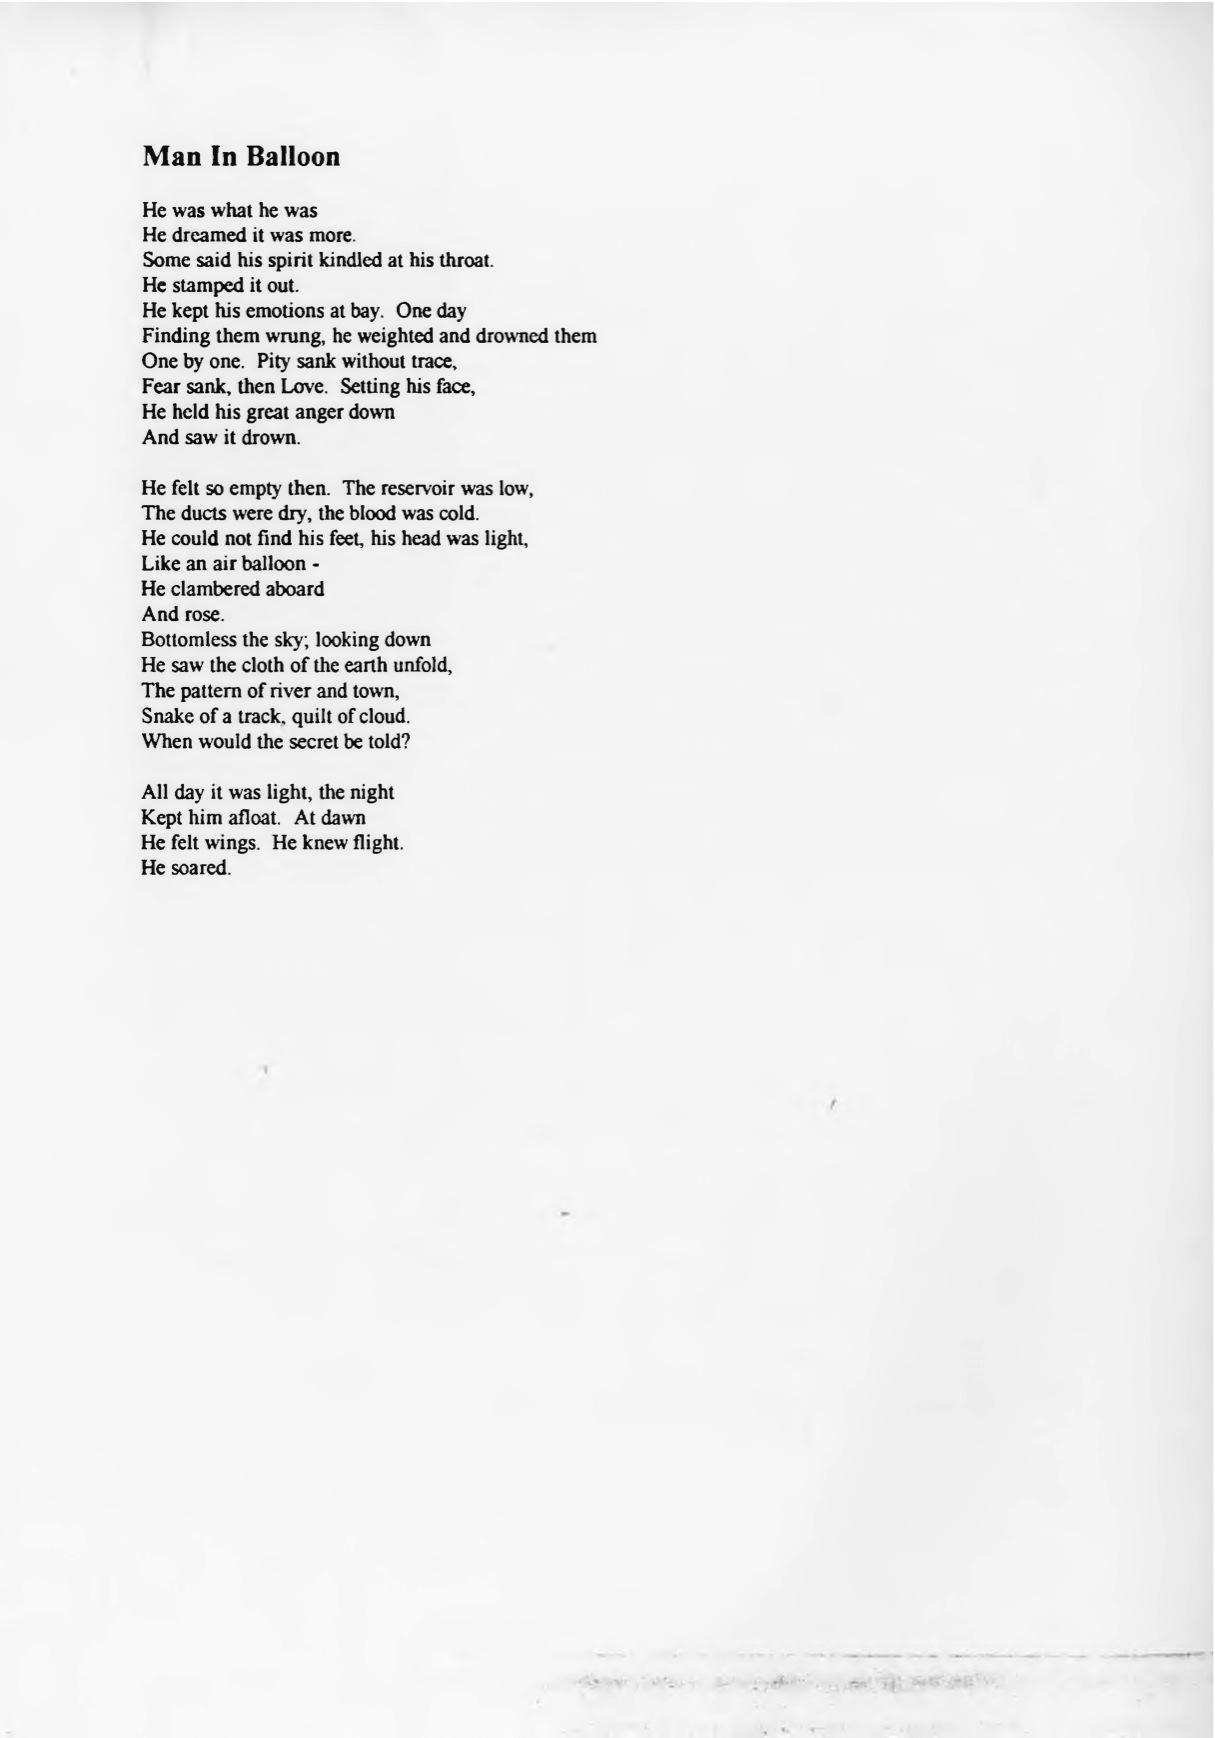 Man In Balloon
He was what he was
He dreamed it was more.
Some said his spirit kindled at his throat.
He stamped it out.
He kept his emotions at bay. One day
Finding them wrung, he weighted and drowned them
One by one. Pity sank without trace,
Fear sank, then Love. Setting his face,
He held his great anger down
And saw it drown.
He felt so empty then. The reservoir was low,
The ducts were dry, the blood was cold.
He could not find his feet, his head was light,
Like an air balloon -
He clambered aboard
And rose.
Bottomless the sky; looking down
He saw the cloth of the earth unfold,
The pattern of river and town,
Snake of a track, quilt of cloud.
When would the secret be told?
All day it was light, the night
Kept him afloat. At dawn
He felt wings. He knew flight.
He soared.